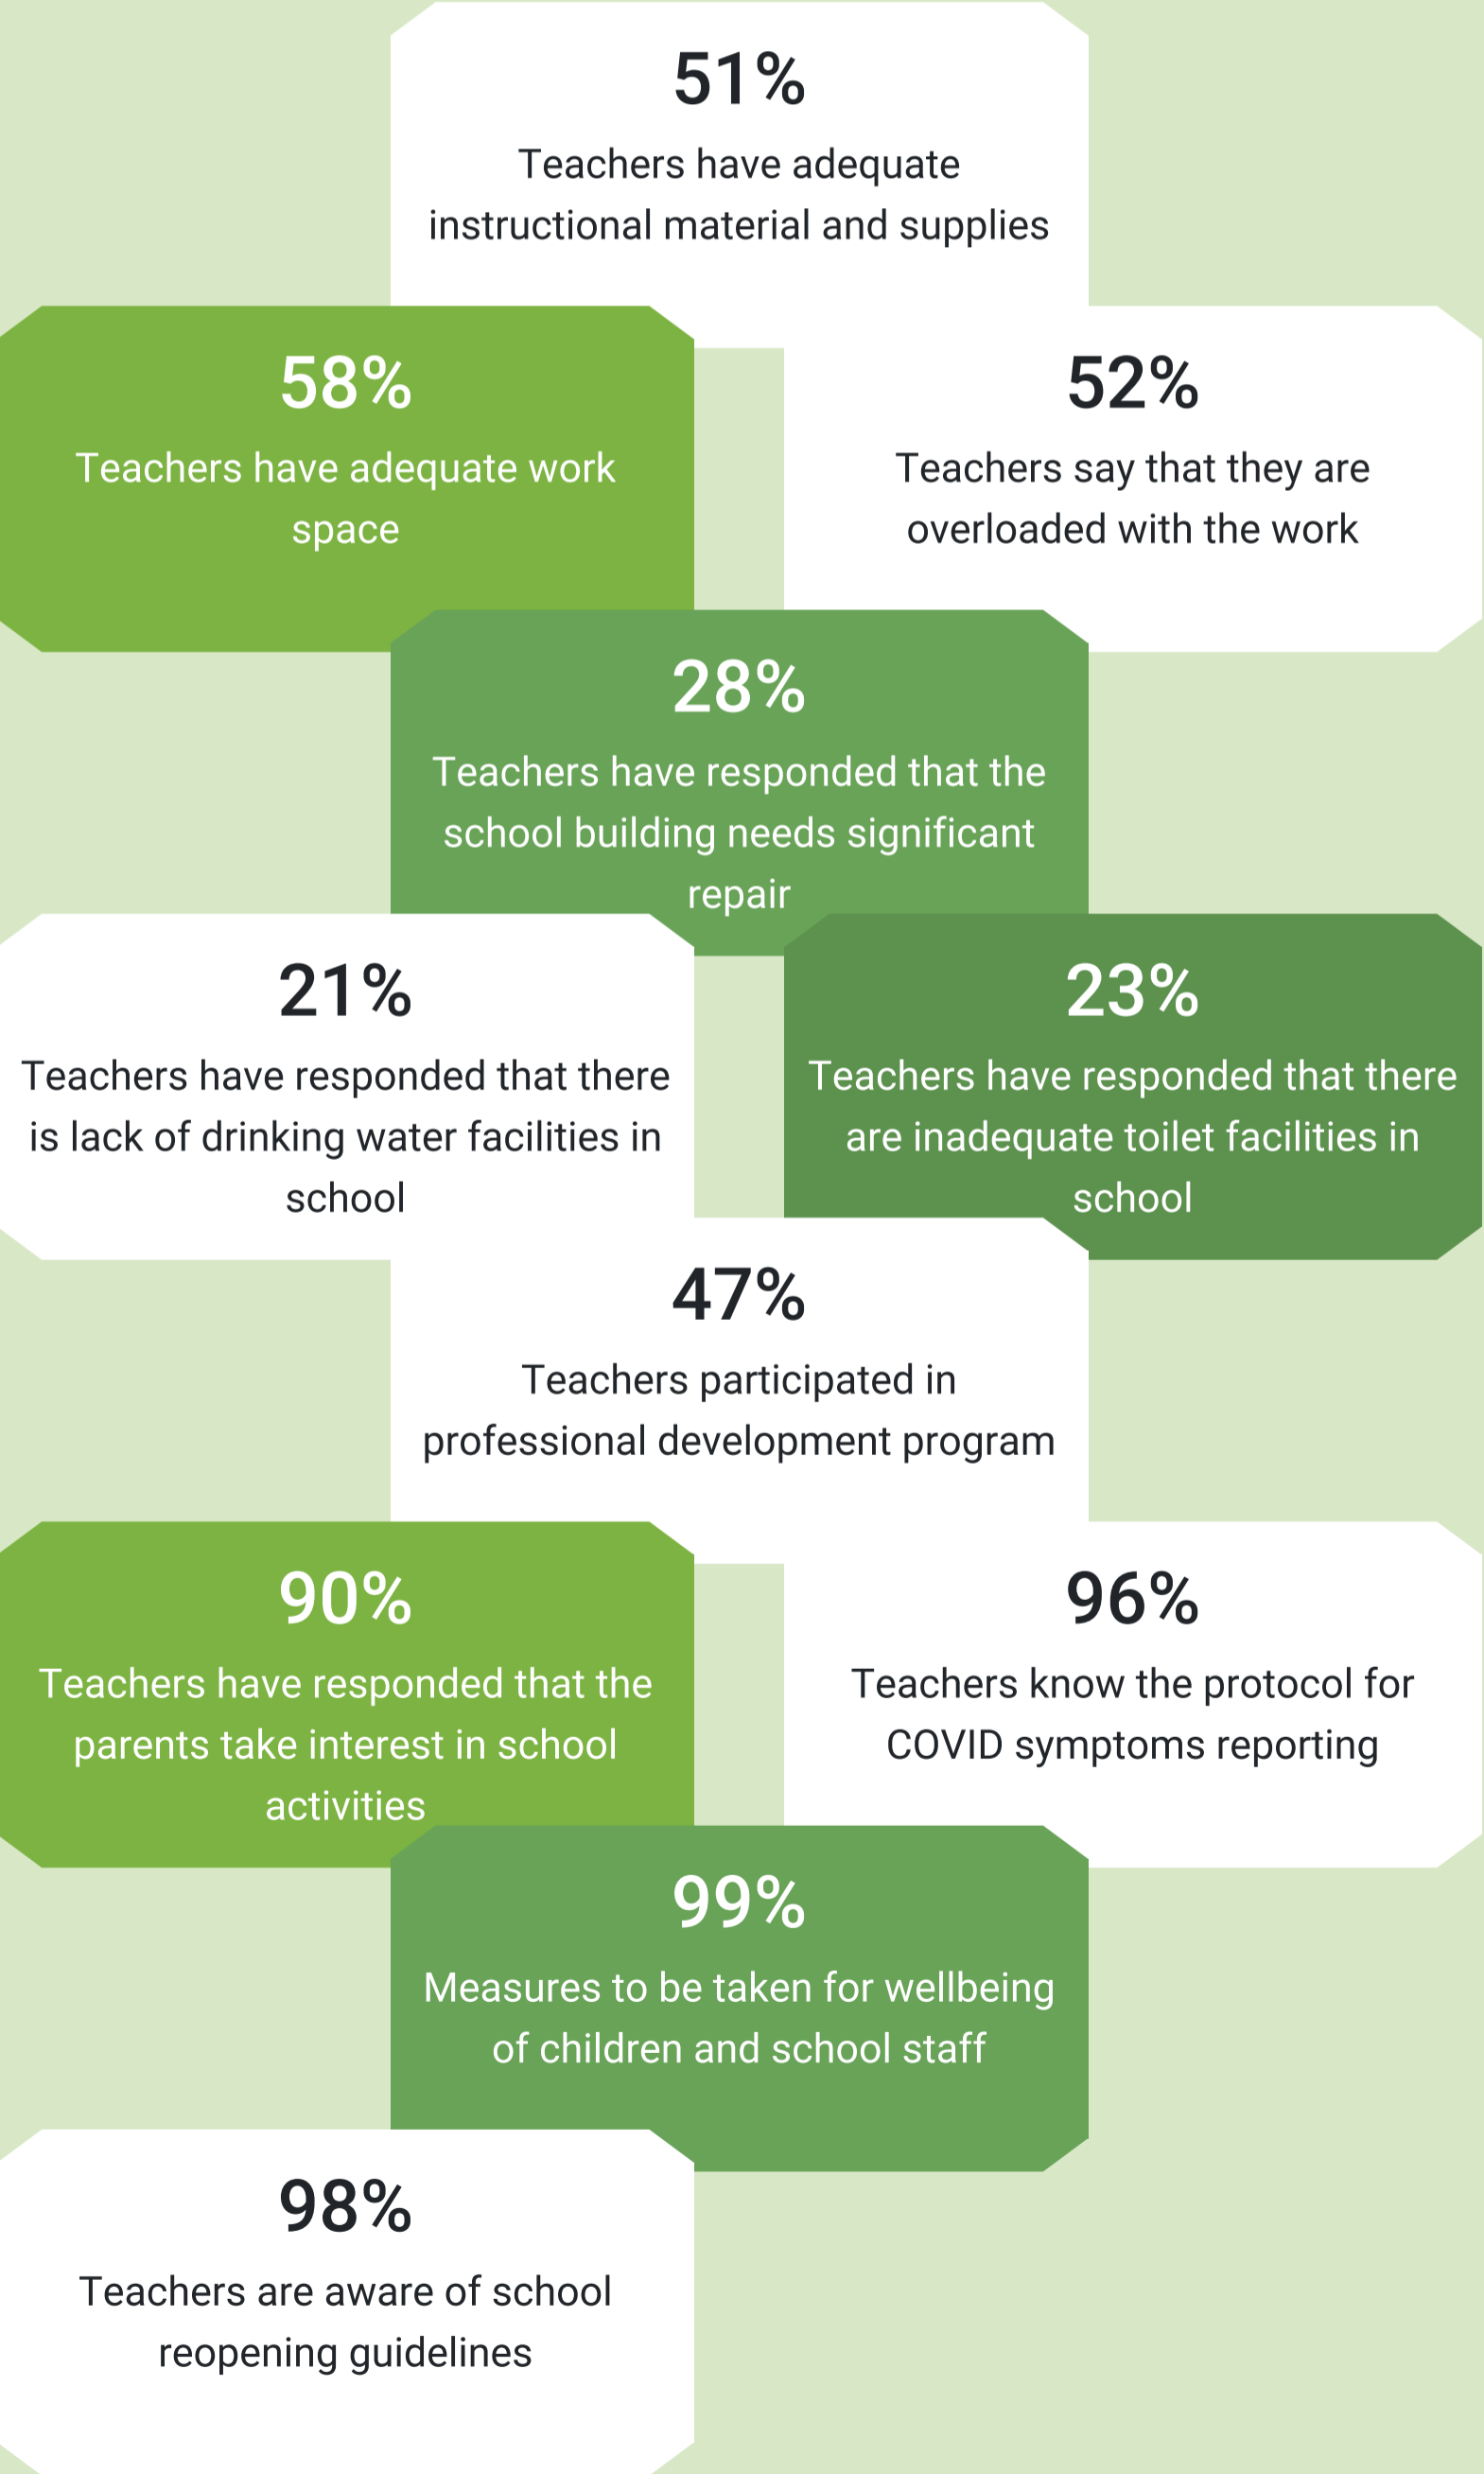 51%
Teachers have adequate
instructional material and supplies
58%
Teachers have adequate work
space
52%
Teachers say that they are
overloaded with the work
28%
Teachers have responded that the
school building needs significant
repair
21%
Teachers have responded that there
is lack of drinking water facilities in
school
23%
Teachers have responded that there
are inadequate toilet facilities in
school
47%
Teachers participated in
professional development program
90%
Teachers have responded that the
parents take interest in school
activities
96%
Teachers know the protocol for
COVID symptoms reporting
99%
Measures to be taken for wellbeing
of children and school staff
98%
Teachers are aware of school
reopening guidelines